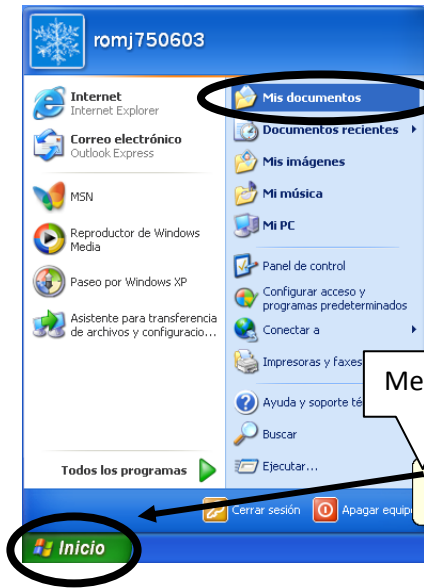 romj750603
Internet
Internet Explorer
Correo electrónico
Outlook Express
MSN
Reproductor de Windows
Media
Paseo por Windows XP
Asistente para transferencia
de archivos y configuracio...
Todos los programas
Mis documentos
Documentos recientes
Mis imágenes
Mi música
Mi PC
Panel de control
Configurar acceso y
programas predeterminados
Conectar a
Impresoras y faxes
Ayuda y soporte té
Buscar
Ejecutar...
Me
Cerrar sesión
Apagar equip
Inicio